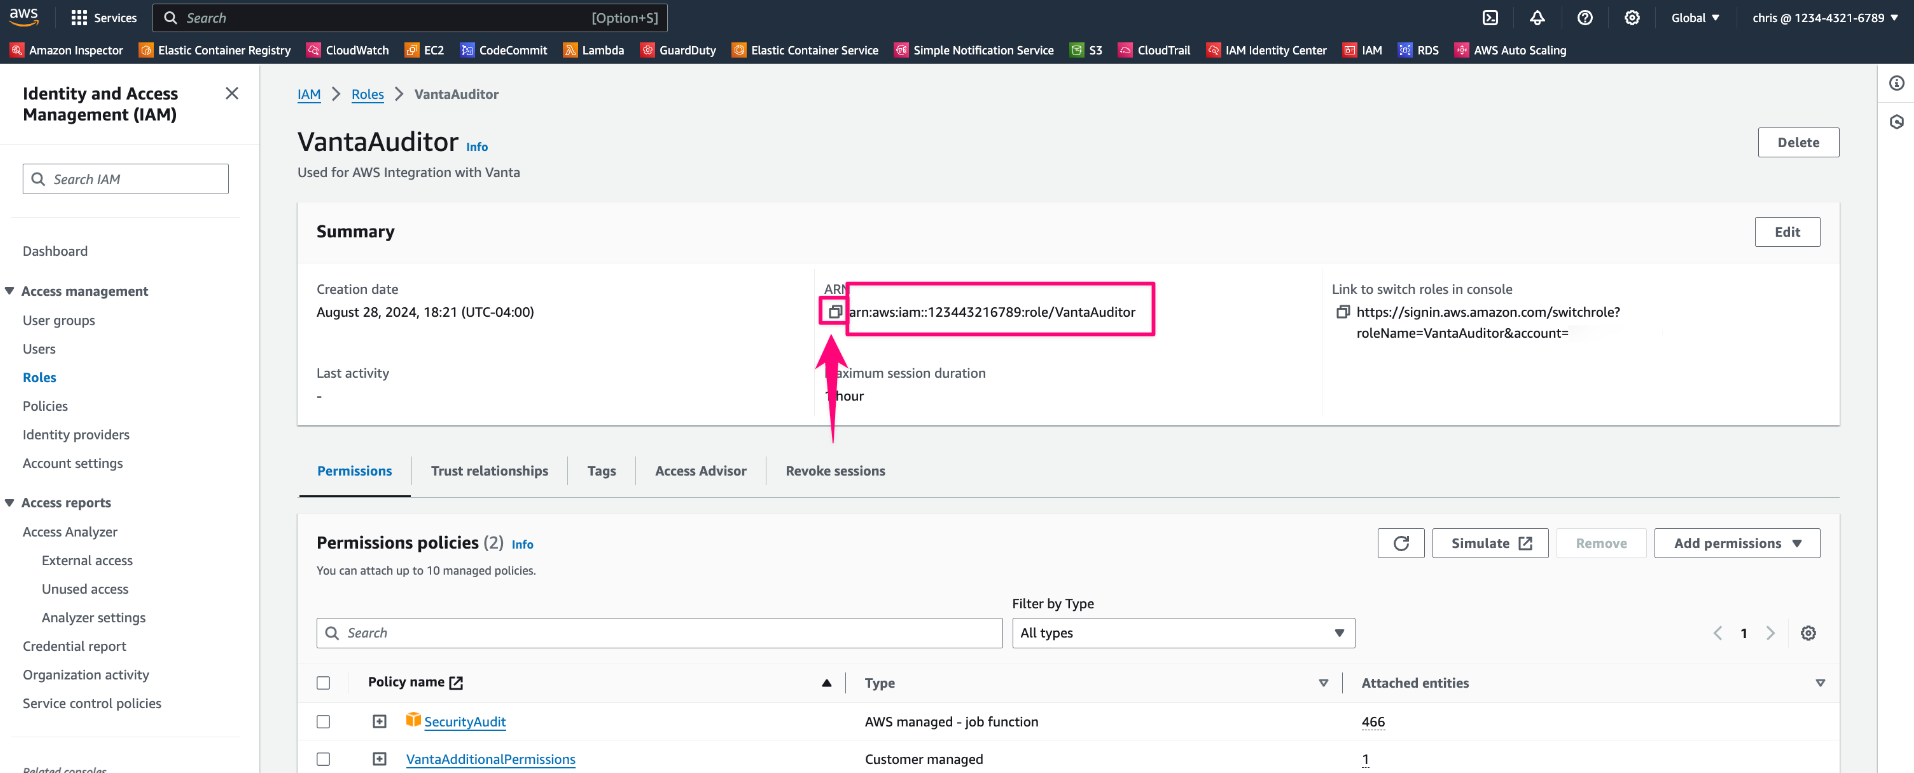 aws
Services
Search
[Option+S]
Global
chris @ 1234-4321-6789
Amazon Inspector
Elastic Container Registry
CloudWatch
EC2
CodeCommit
Lambda
GuardDuty
Elastic Container Service
Simple Notification Service
S3
CloudTrail
IAM Identity Center
IAM
RDS
AWS Auto Scaling
Identity and Access
Management (IAM)
Search IAM
Dashboard
Access management
User groups
Users
Roles
Policies
Identity providers
Account settings
Access reports
Access Analyzer
External access
Unused access
Analyzer settings
Credential report
Organization activity
Service control policies
Related consoles
IAM > Roles > VantaAuditor
VantaAuditor Info
Used for AWS Integration with Vanta
Delete
Summary
Edit
Creation date
August 28, 2024, 18:21 (UTC-04:00)
ARN
arn:aws:iam::123443216789:role/VantaAuditor
Link to switch roles in console
https://signin.aws.amazon.com/switchrole?
roleName=VantaAuditor&account=
Last activity
-
Maximum session duration
1 hour
Permissions
Trust relationships
Tags
Access Advisor
Revoke sessions
Permissions policies (2) Info
You can attach up to 10 managed policies.
Simulate
Remove
Add permissions
Filter by Type
Search
All types
1
Policy name
Type
Attached entities
SecurityAudit
AWS managed - job function
466
VantaAdditionalPermissions
Customer managed
1